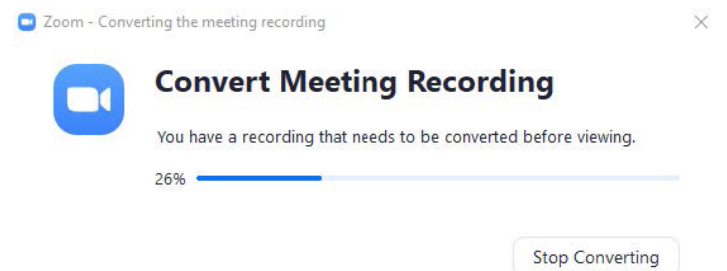 Zoom - Converting the meeting recording
Convert Meeting Recording
You have a recording that needs to be converted before viewing.
26%
Stop Converting